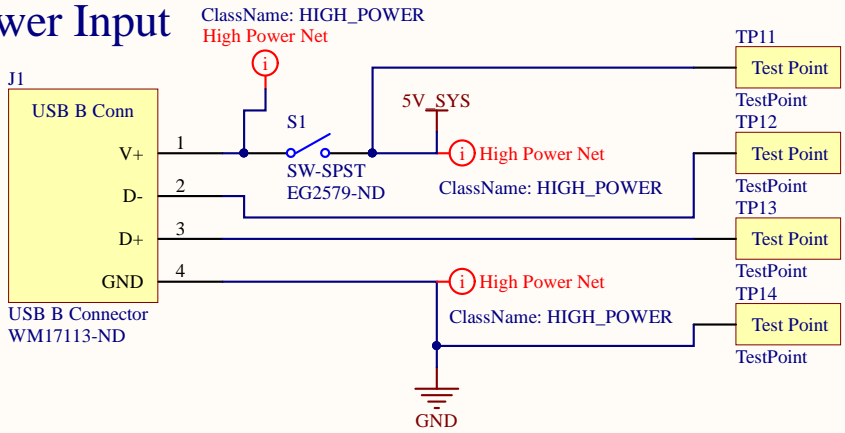 wer Input
ClassName: HIGH_POWER
High Power Net
i
J1
USB B Conn
V+
1
D-
2
D+
3
GND
4
USB B Connector
WM17113-ND
S1
SW-SPST
EG2579-ND
5V_SYS
i High Power Net
ClassName: HIGH_POWER
i High Power Net
ClassName: HIGH_POWER
GND
TP11
Test Point
TestPoint
TP12
Test Point
TestPoint
TP13
Test Point
TestPoint
TP14
Test Point
TestPoint